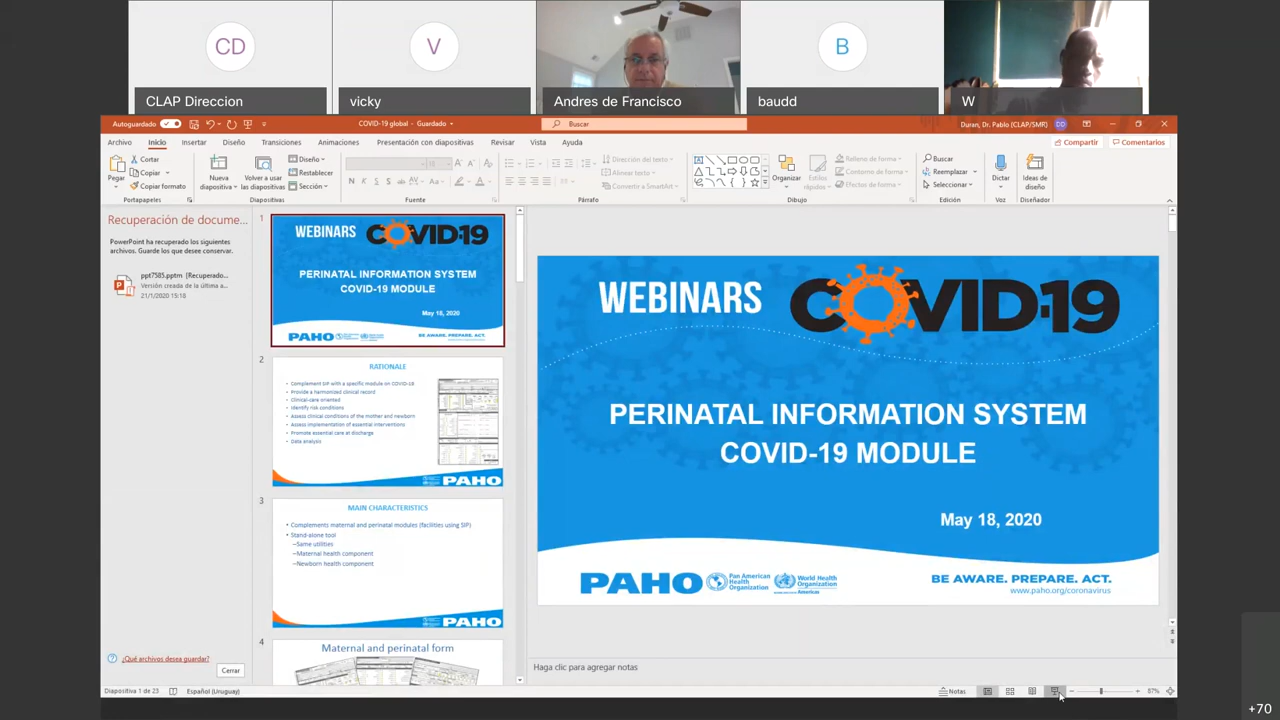 CD
V
B
CLAP Direccion
vicky
Andres de Francisco
baudd
W
Autoguardado
COVID-19 global - Guardado
Buscar
Duran, Dr. Pablo (CLAP/SMR)
DD
Archivo
Inicio
Insertar
Diseño
Transiciones
Animaciones
Presentación con diapositivas
Revisar
Vista
Ayuda
Compartir
Comentarios
Pegar
Cortar
Copiar
Copiar formato
Portapapeles
Nueva diapositiva
Volver a usar las diapositivas
Diseño
Restablecer
Sección
Diapositivas
Fuente
Dirección del texto
Alinear texto
Convertir a SmartArt
Párrafo
Organizar
Estilos rápidos
Relleno de forma
Contorno de forma
Efectos de forma
Dibujo
Buscar
Reemplazar
Seleccionar
Edición
Dictar
Voz
Ideas de diseño
Diseñador
Recuperación de docume...
PowerPoint ha recuperado los siguientes
archivos. Guarde los que desee conservar.
ppt7585.pptm [Recuperado...
Versión creada de la última a...
21/1/2020 15:18
¿Qué archivos desea guardar?
Cerrar
1
WEBINARS COVID-19
PERINATAL INFORMATION SYSTEM
COVID-19 MODULE
May 18, 2020
PAHO
BE AWARE. PREPARE. ACT.
2
RATIONALE
Complement SIP with a specific module on COVID-19
Provide a harmonized clinical record
Clinical-care oriented
Identify risk conditions
Assess clinical conditions of the mother and newborn
Assess implementation of essential interventions
Promote essential care at discharge
Data analysis
PAHO
3
MAIN CHARACTERISTICS
Complements maternal and perinatal modules (facilities using SIP)
Stand-alone tool
–Same utilities
–Maternal health component
–Newborn health component
PAHO
4
Maternal and perinatal form
WEBINARS COVID-19
PERINATAL INFORMATION SYSTEM
COVID-19 MODULE
May 18, 2020
PAHO
Pan American
Health
Organization
World Health
Organization
Americas
BE AWARE. PREPARE. ACT.
www.paho.org/coronavirus
Haga clic para agregar notas
Diapositiva 1 de 23
Español (Uruguay)
Notas
87%
+70